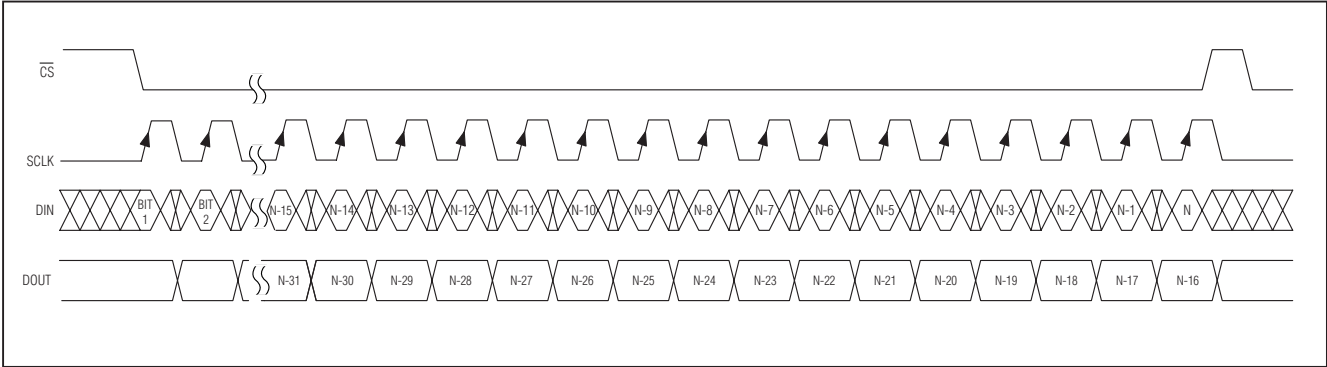 C̅S̅
SCLK
DIN BIT 1 BIT 2 N-15 N-14 N-13 N-12 N-11 N-10 N-9 N-8 N-7 N-6 N-5 N-4 N-3 N-2 N-1 N
DOUT N-31 N-30 N-29 N-28 N-27 N-26 N-25 N-24 N-23 N-22 N-21 N-20 N-19 N-18 N-17 N-16